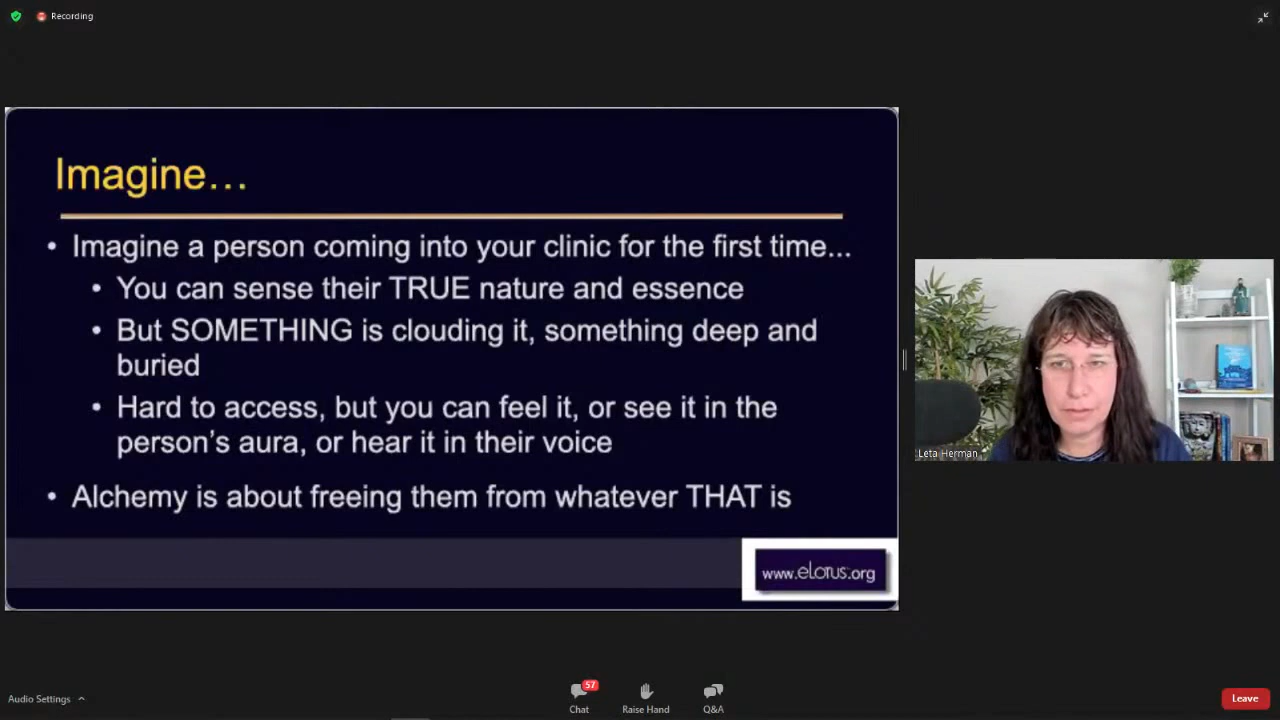 Recording
Imagine…
• Imagine a person coming into your clinic for the first time...
• You can sense their TRUE nature and essence
• But SOMETHING is clouding it, something deep and
buried
• Hard to access, but you can feel it, or see it in the
person's aura, or hear it in their voice
• Alchemy is about freeing them from whatever THAT is
www.eLotus.org
Leta Herman
Audio Settings
57
Chat
Raise Hand
Q&A
Leave